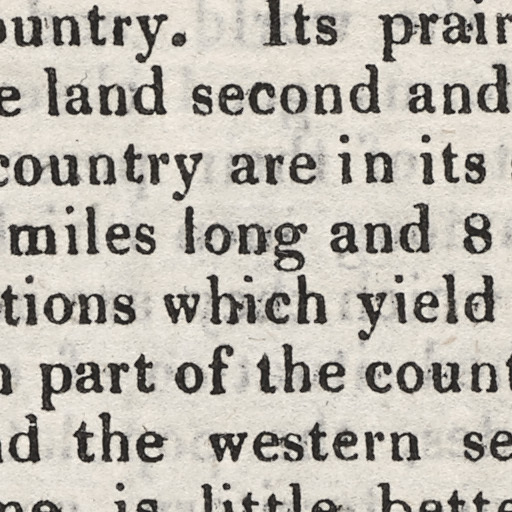 ountry. Its prair
e land second and
country are in its
miles long and 8
tions which yield
part of the count
nd the western se
me is little bette